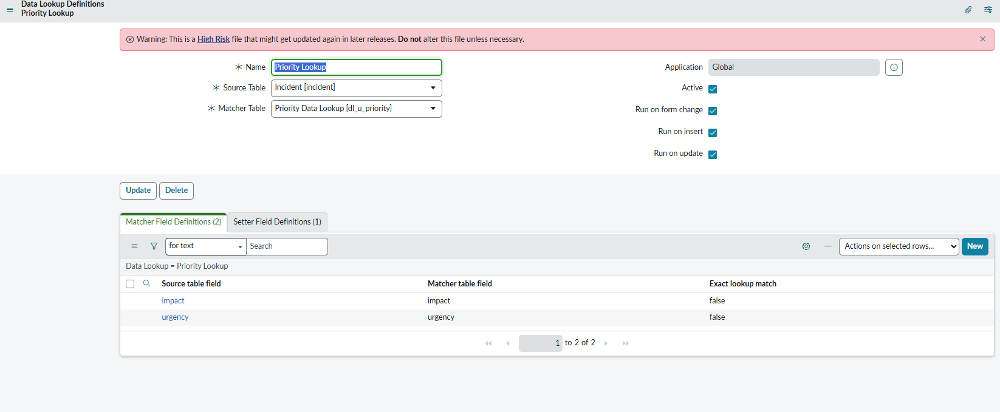 Data Lookup Definitions
Priority Lookup
Warning: This is a High Risk file that might get updated again in later releases. Do not alter this file unless necessary.
Name Priority Lookup
Source Table Incident [incident]
Matcher Table Priority Data Lookup [dl_u_priority]
Application Global
Active
Run on form change
Run on insert
Run on update
Update Delete
Matcher Field Definitions (2) Setter Field Definitions (1)
for text Search Actions on selected rows... New
Data Lookup = Priority Lookup
Source table field Matcher table field Exact lookup match
impact impact false
urgency urgency false
1 to 2 of 2